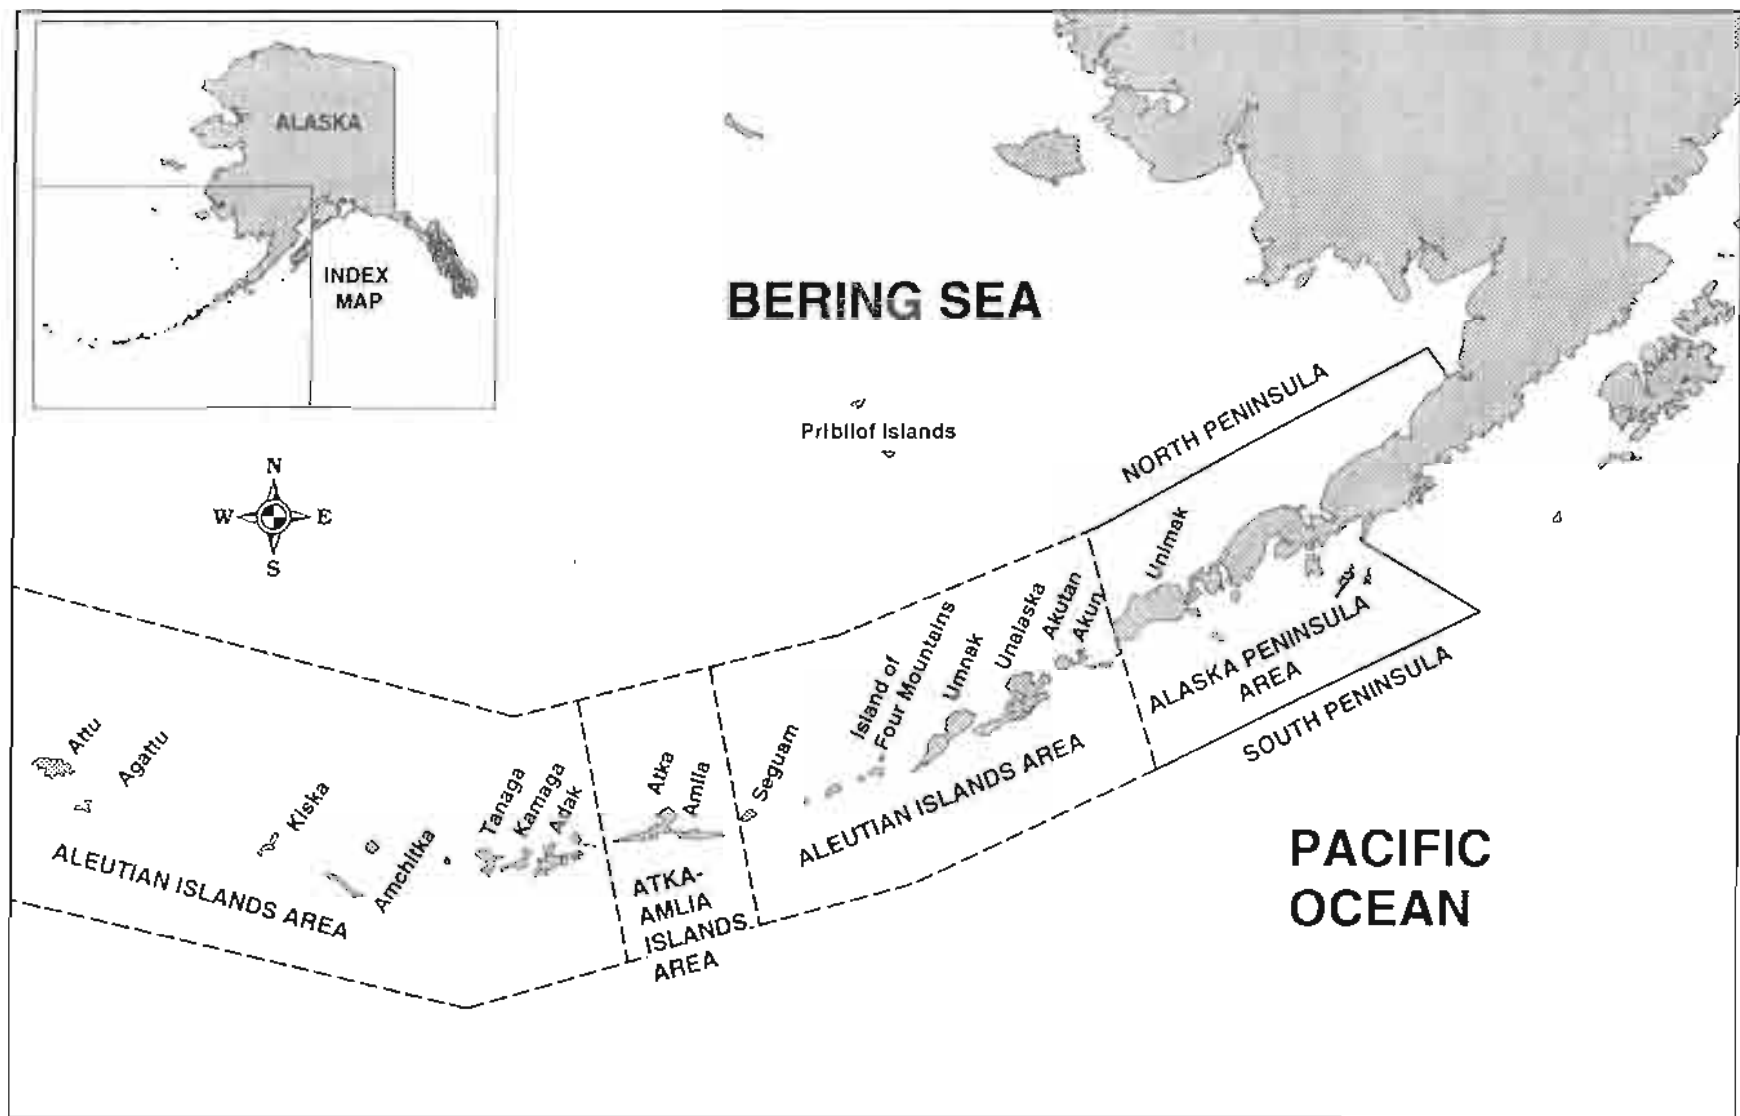 ALASKA
INDEX
MAP
BERING SEA
Pribilof Islands
N
W
E
S
NORTH PENINSULA
Unimak
Akutan
Akun
Unalaska
Umnak
Island of
Four Mountains
Seguam
ALASKA PENINSULA
AREA
SOUTH PENINSULA
ALEUTIAN ISLANDS AREA
Atka
Amlia
ATKA-
AMLIA
ISLANDS
AREA
Tanaga
Kamaga
Adak
Amchitka
Kiska
Agattu
Attu
ALEUTIAN ISLANDS AREA
PACIFIC
OCEAN